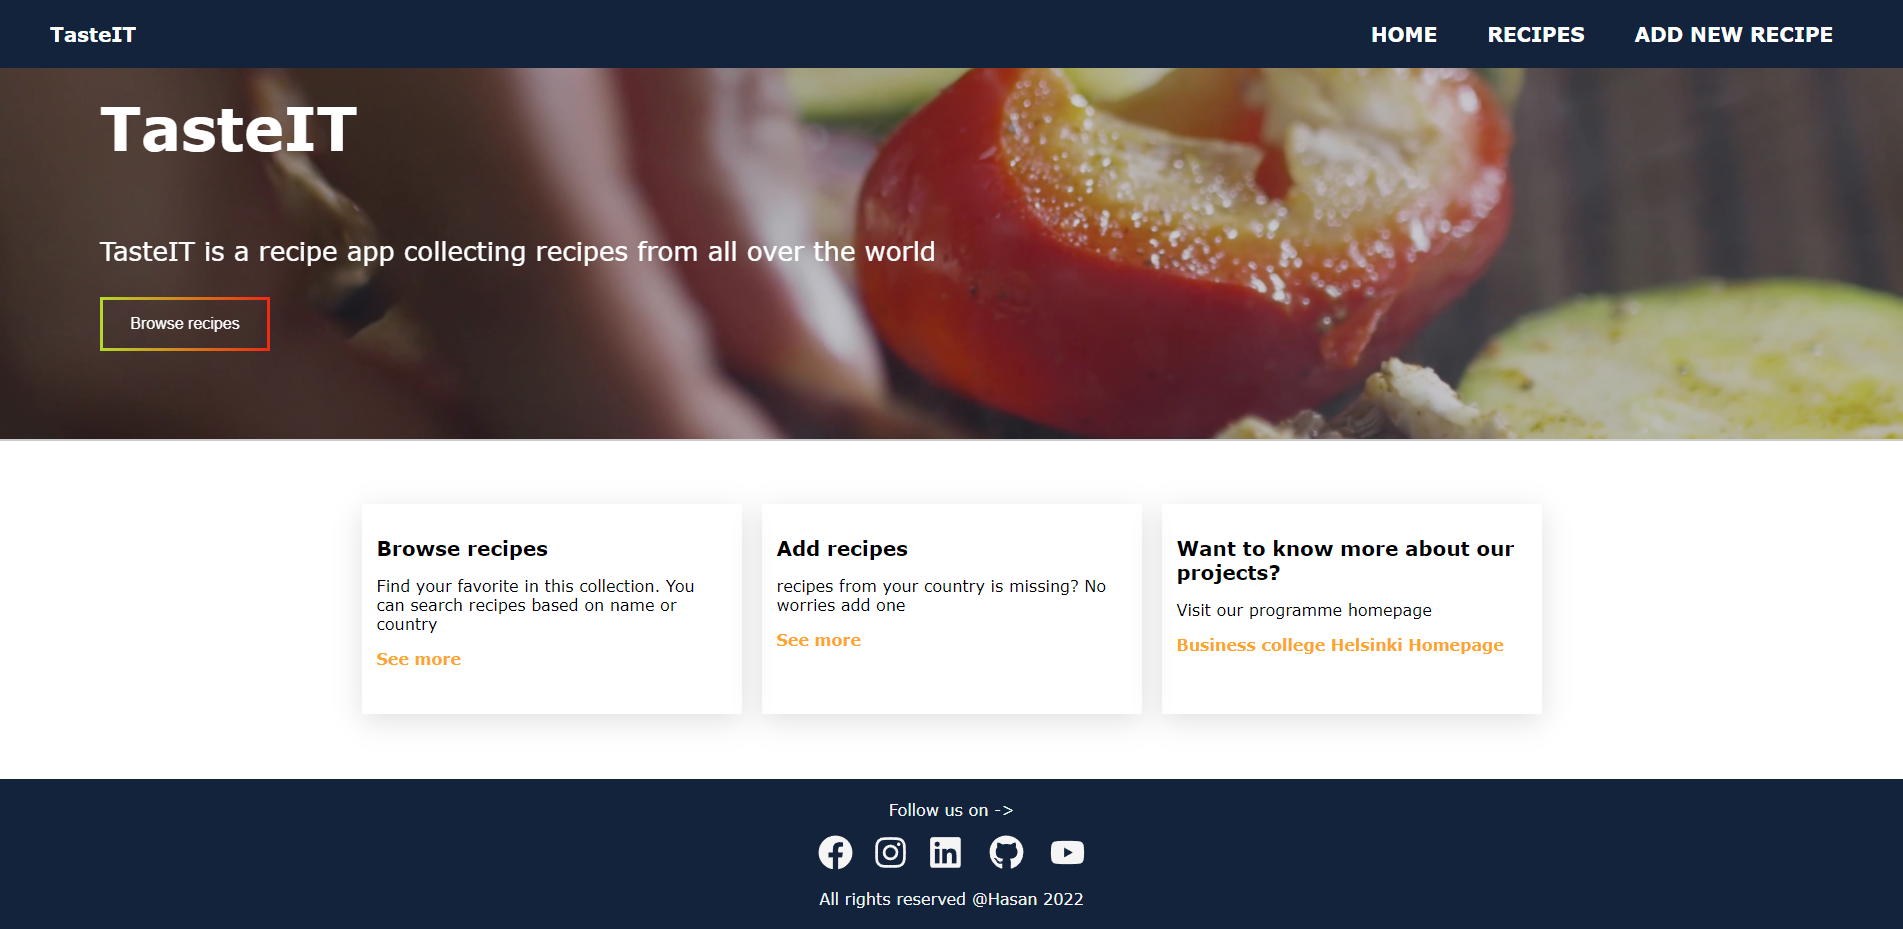 TasteIT
HOME RECIPES ADD NEW RECIPE
TasteIT
TasteIT is a recipe app collecting recipes from all over the world
Browse recipes
Browse recipes
Find your favorite in this collection. You
can search recipes based on name or
country
See more
Add recipes
recipes from your country is missing? No
worries add one
See more
Want to know more about our
projects?
Visit our programme homepage
Business college Helsinki Homepage
Follow us on ->
All rights reserved @Hasan 2022